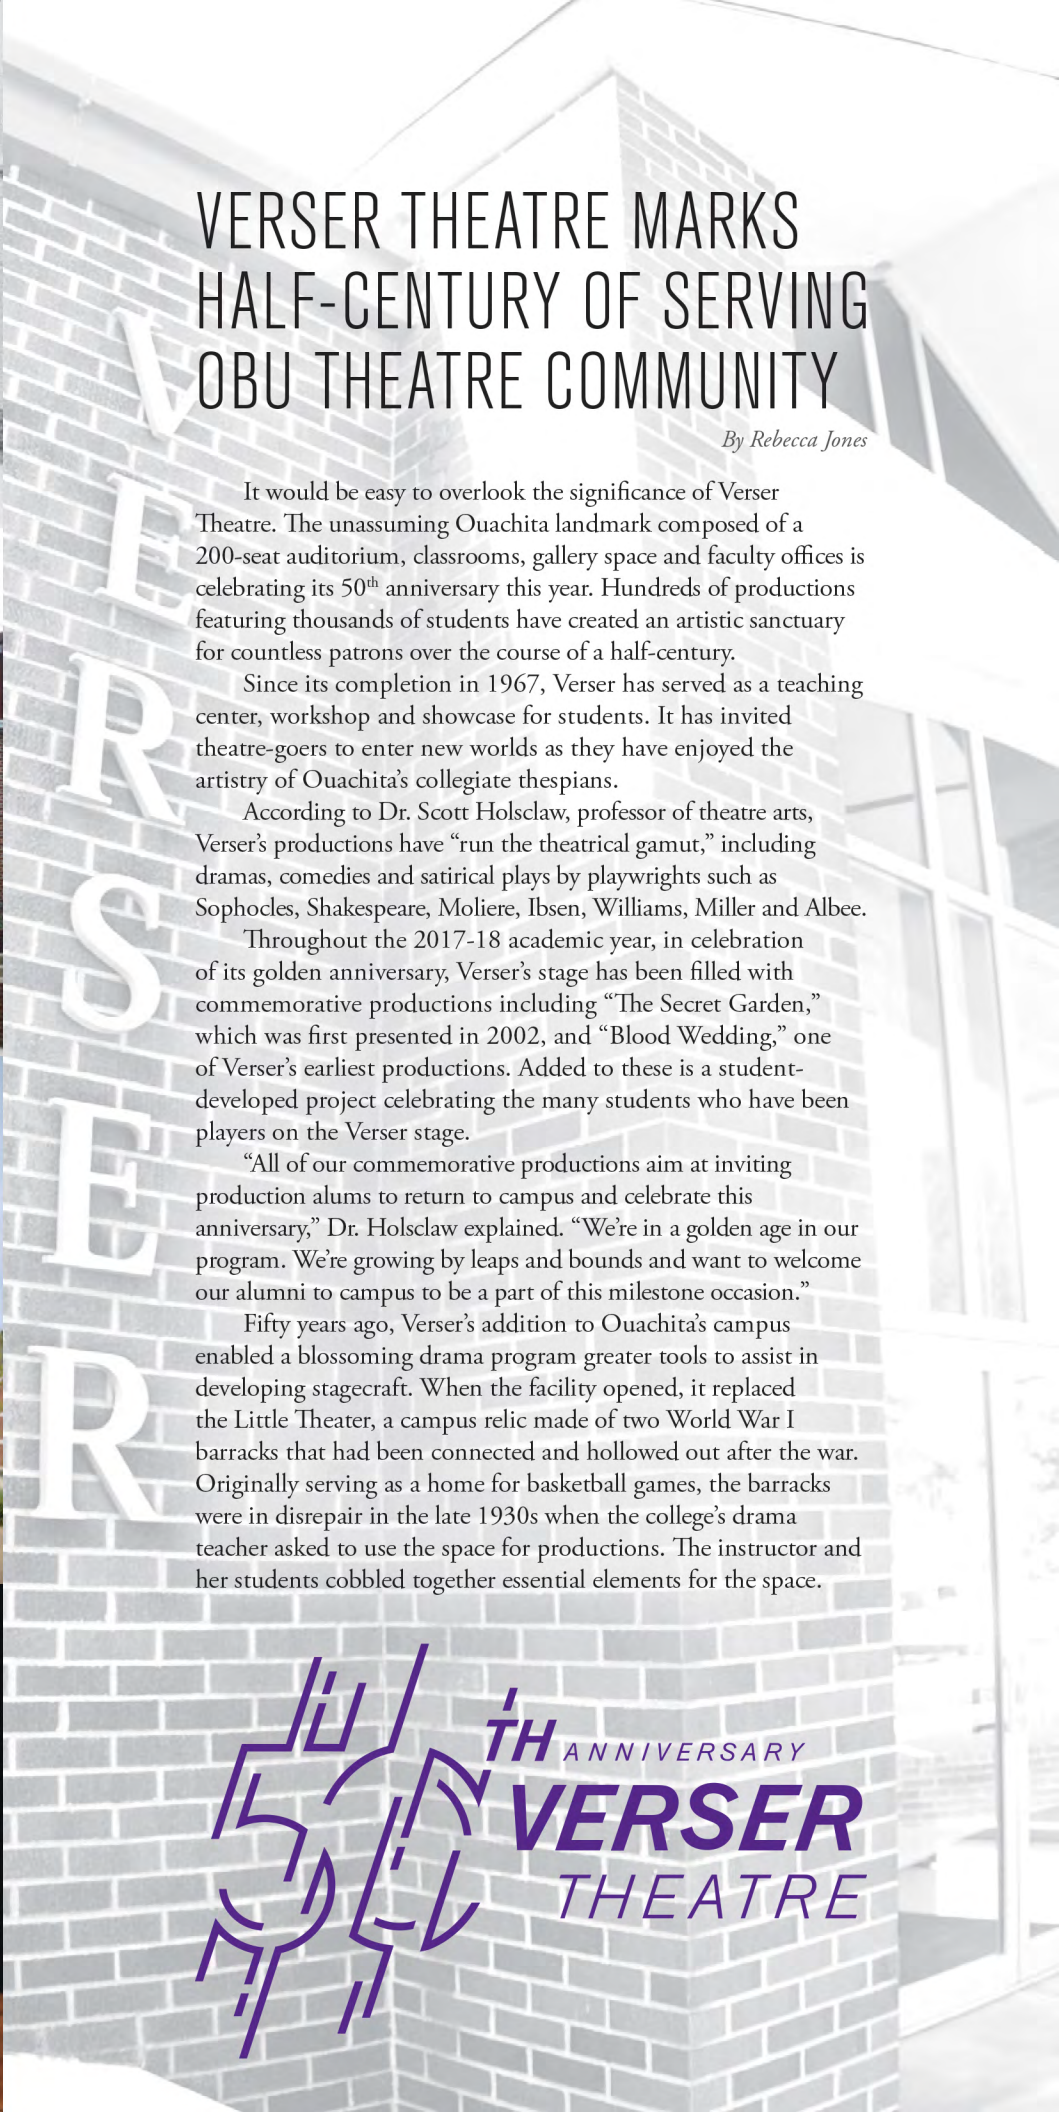 VERSER THEATRE MARKS
HALF-CENTURY OF SERVING
OBU THEATRE COMMUNITY
By Rebecca Jones
It would be easy to overlook the significance of Verser
Theatre. The unassuming Ouachita landmark composed of a
200-seat auditorium, classrooms, gallery space and faculty offices is
celebrating its 50th anniversary this year. Hundreds of productions
featuring thousands of students have created an artistic sanctuary
for countless patrons over the course of a half-century.
Since its completion in 1967, Verser has served as a teaching
center, workshop and showcase for students. It has invited
theatre-goers to enter new worlds as they have enjoyed the
artistry of Ouachita’s collegiate thespians.
According to Dr. Scott Holsclaw, professor of theatre arts,
Verser’s productions have “run the theatrical gamut,” including
dramas, comedies and satirical plays by playwrights such as
Sophocles, Shakespeare, Moliere, Ibsen, Williams, Miller and Albee.
Throughout the 2017-18 academic year, in celebration
of its golden anniversary, Verser’s stage has been filled with
commemorative productions including “The Secret Garden,”
which was first presented in 2002, and “Blood Wedding,” one
of Verser’s earliest productions. Added to these is a student-
developed project celebrating the many students who have been
players on the Verser stage.
“All of our commemorative productions aim at inviting
production alums to return to campus and celebrate this
anniversary,” Dr. Holsclaw explained. “We’re in a golden age in our
program. We’re growing by leaps and bounds and want to welcome
our alumni to campus to be a part of this milestone occasion.”
Fifty years ago, Verser’s addition to Ouachita’s campus
enabled a blossoming drama program greater tools to assist in
developing stagecraft. When the facility opened, it replaced
the Little Theater, a campus relic made of two World War I
barracks that had been connected and hollowed out after the war.
Originally serving as a home for basketball games, the barracks
were in disrepair in the late 1930s when the college’s drama
teacher asked to use the space for productions. The instructor and
her students cobbled together essential elements for the space.
VERSER
50TH ANNIVERSARY
VERSER
THEATRE